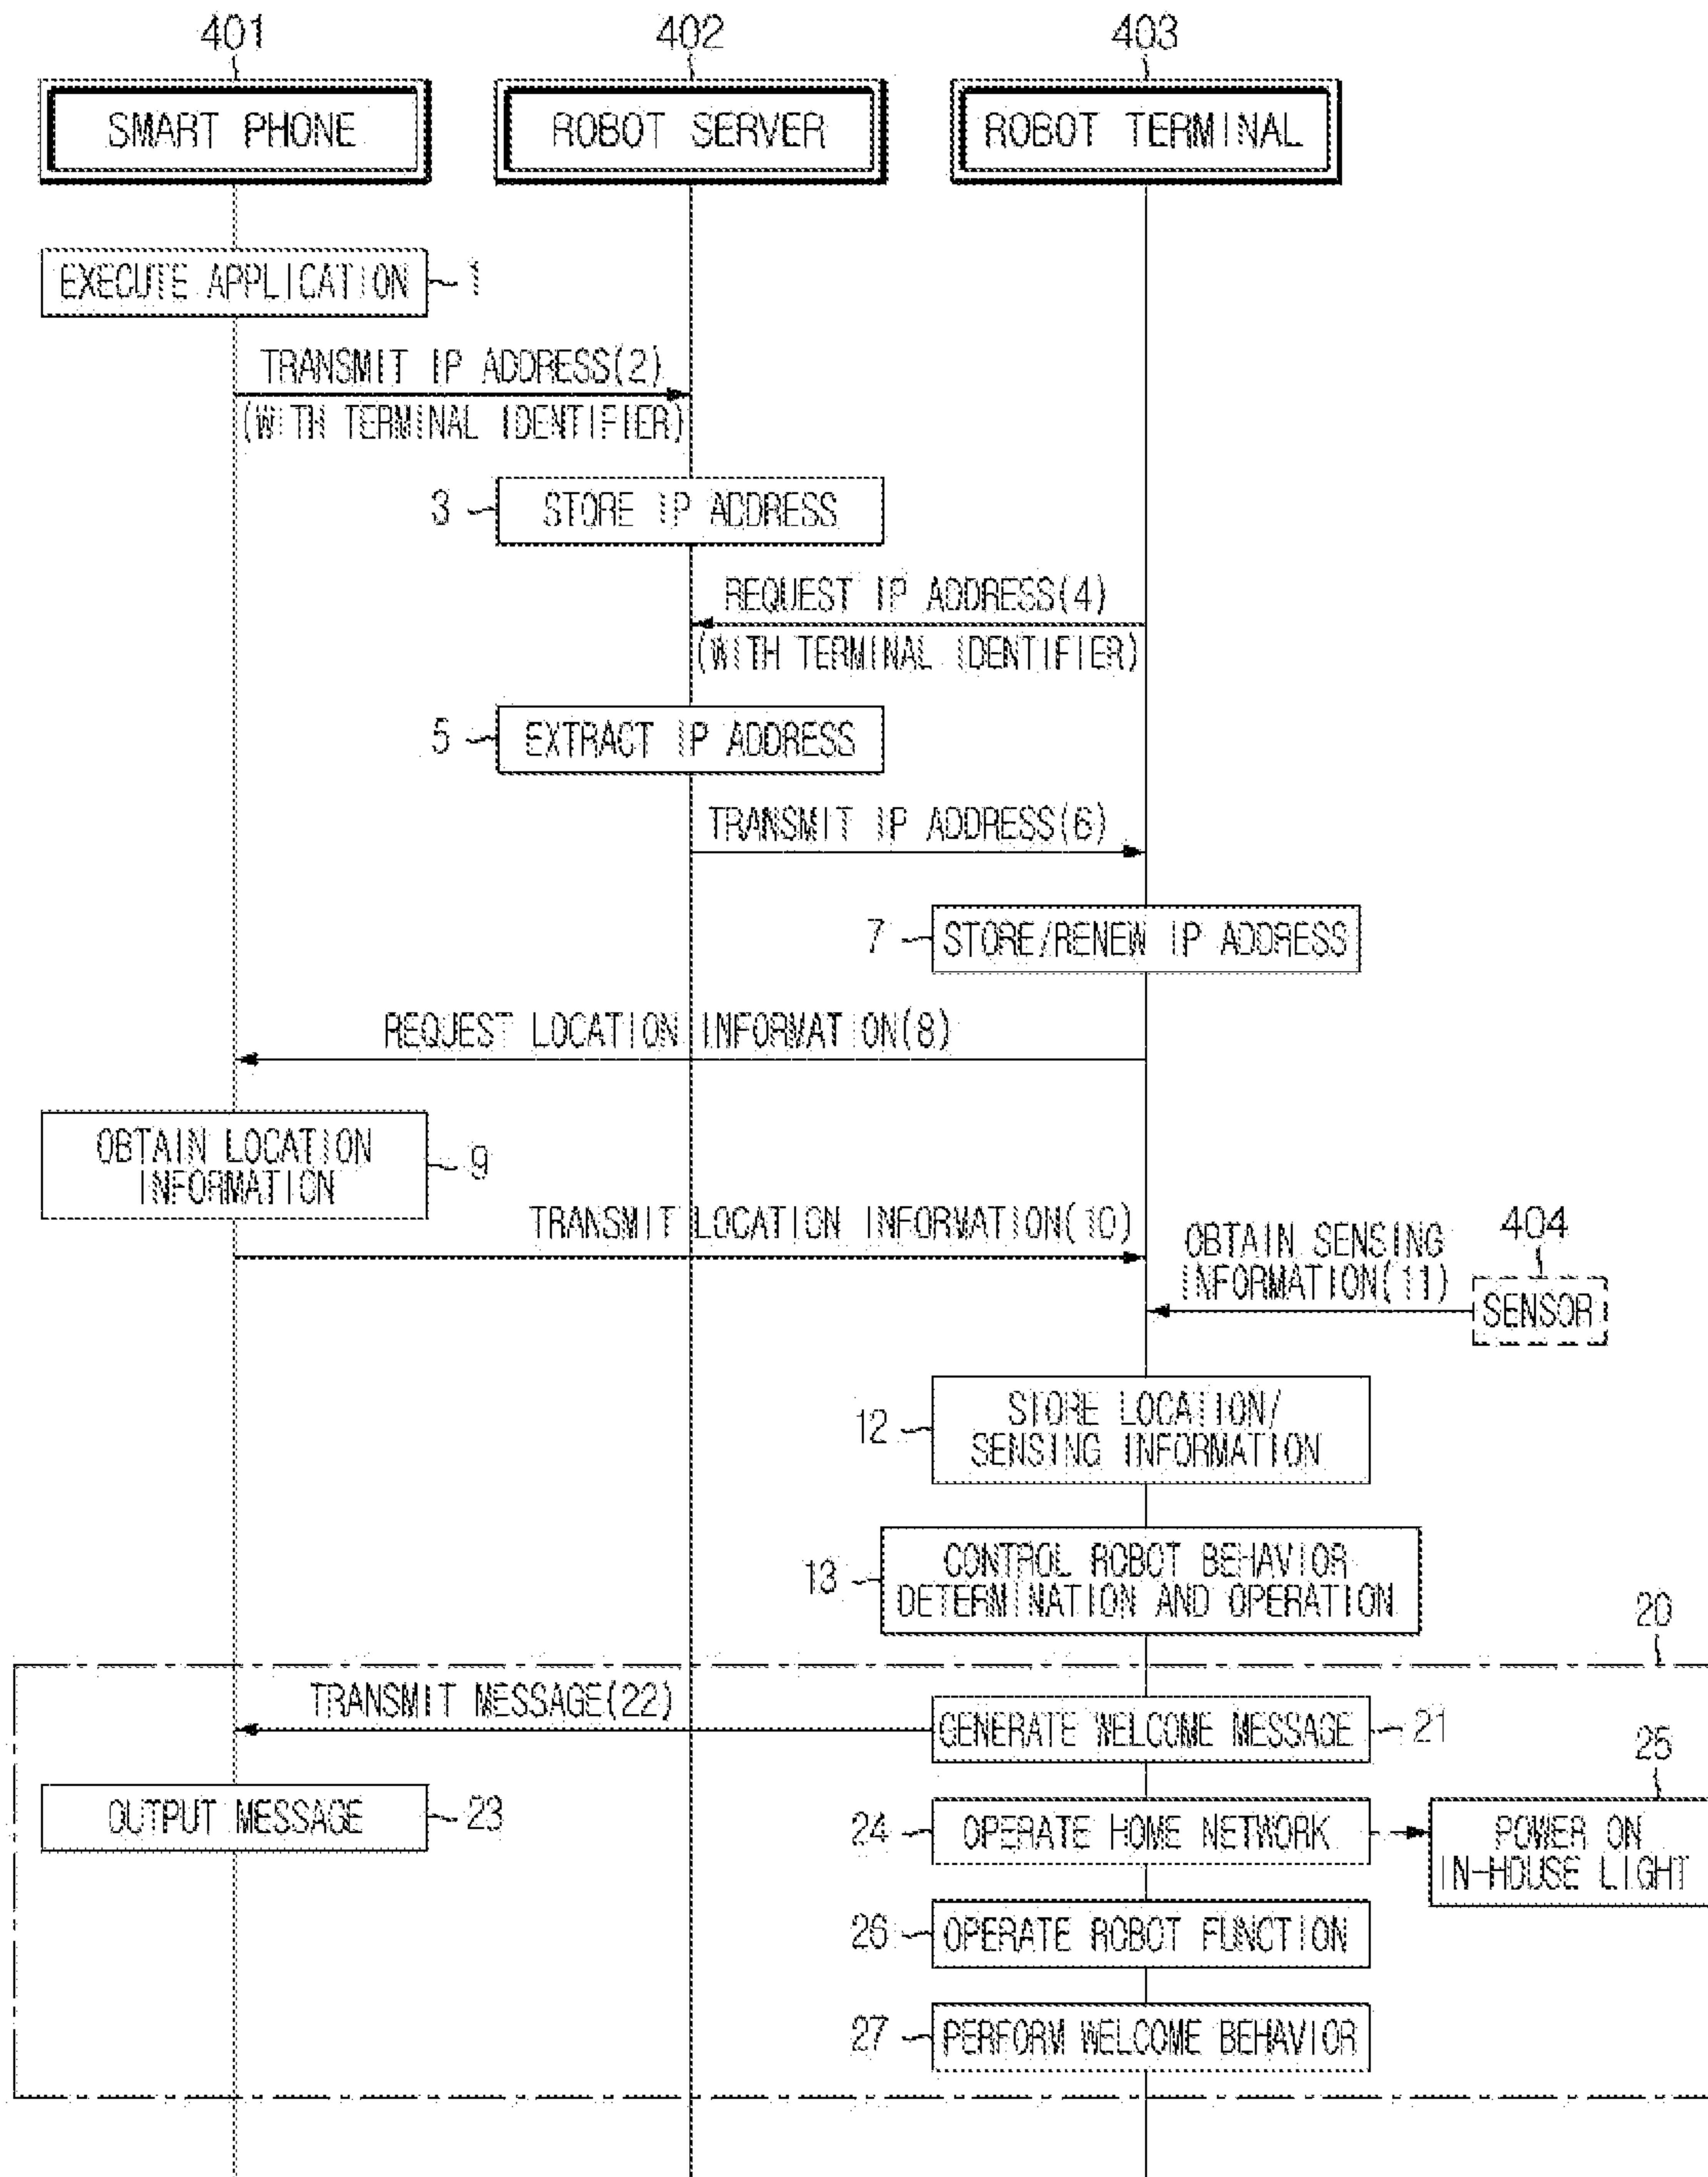 401
402
403
SMART PHONE
ROBOT SERVER
ROBOT TERMINAL
EXECUTE APPLICATION
1
TRANSMIT IP ADDRESS(2)
(WITH TERMINAL IDENTIFIER)
3
STORE IP ADDRESS
REQUEST IP ADDRESS(4)
(WITH TERMINAL IDENTIFIER)
5
EXTRACT IP ADDRESS
TRANSMIT IP ADDRESS(6)
7
STORE/RENEW IP ADDRESS
REQUEST LOCATION INFORMATION(8)
OBTAIN LOCATION
INFORMATION
9
TRANSMIT LOCATION INFORMATION(10)
OBTAIN SENSING
INFORMATION(11)
404
SENSOR
12
STORE LOCATION/
SENSING INFORMATION
13
CONTROL ROBOT BEHAVIOR
DETERMINATION AND OPERATION
20
TRANSMIT MESSAGE(22)
GENERATE WELCOME MESSAGE
21
25
OUTPUT MESSAGE
23
24
OPERATE HOME NETWORK
POWER ON
IN-HOUSE LIGHT
26
OPERATE ROBOT FUNCTION
27
PERFORM WELCOME BEHAVIOR